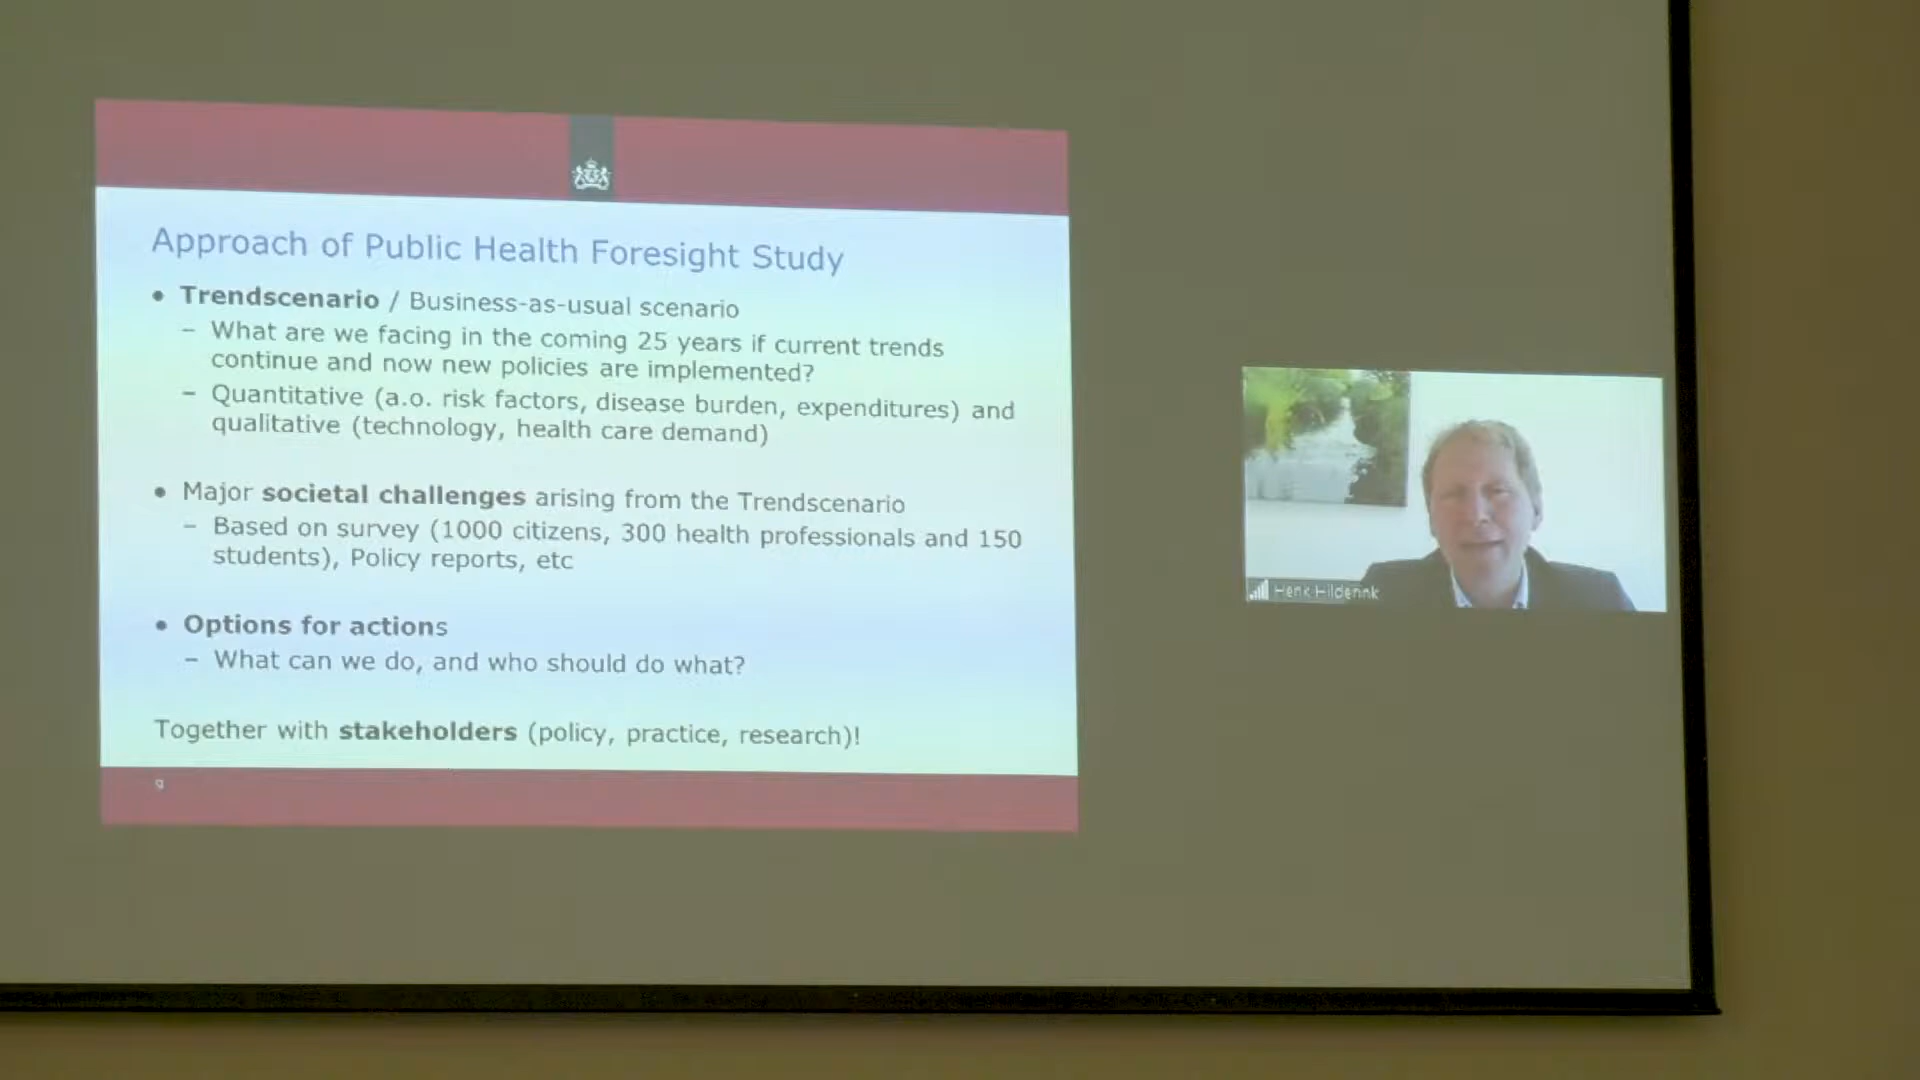 Approach of Public Health Foresight Study
• Trendscenario / Business-as-usual scenario
– What are we facing in the coming 25 years if current trends
continue and now new policies are implemented?
– Quantitative (a.o. risk factors, disease burden, expenditures) and
qualitative (technology, health care demand)
• Major societal challenges arising from the Trendscenario
– Based on survey (1000 citizens, 300 health professionals and 150
students), Policy reports, etc
• Options for actions
– What can we do, and who should do what?
Together with stakeholders (policy, practice, research)!
9
Henk Hilderink